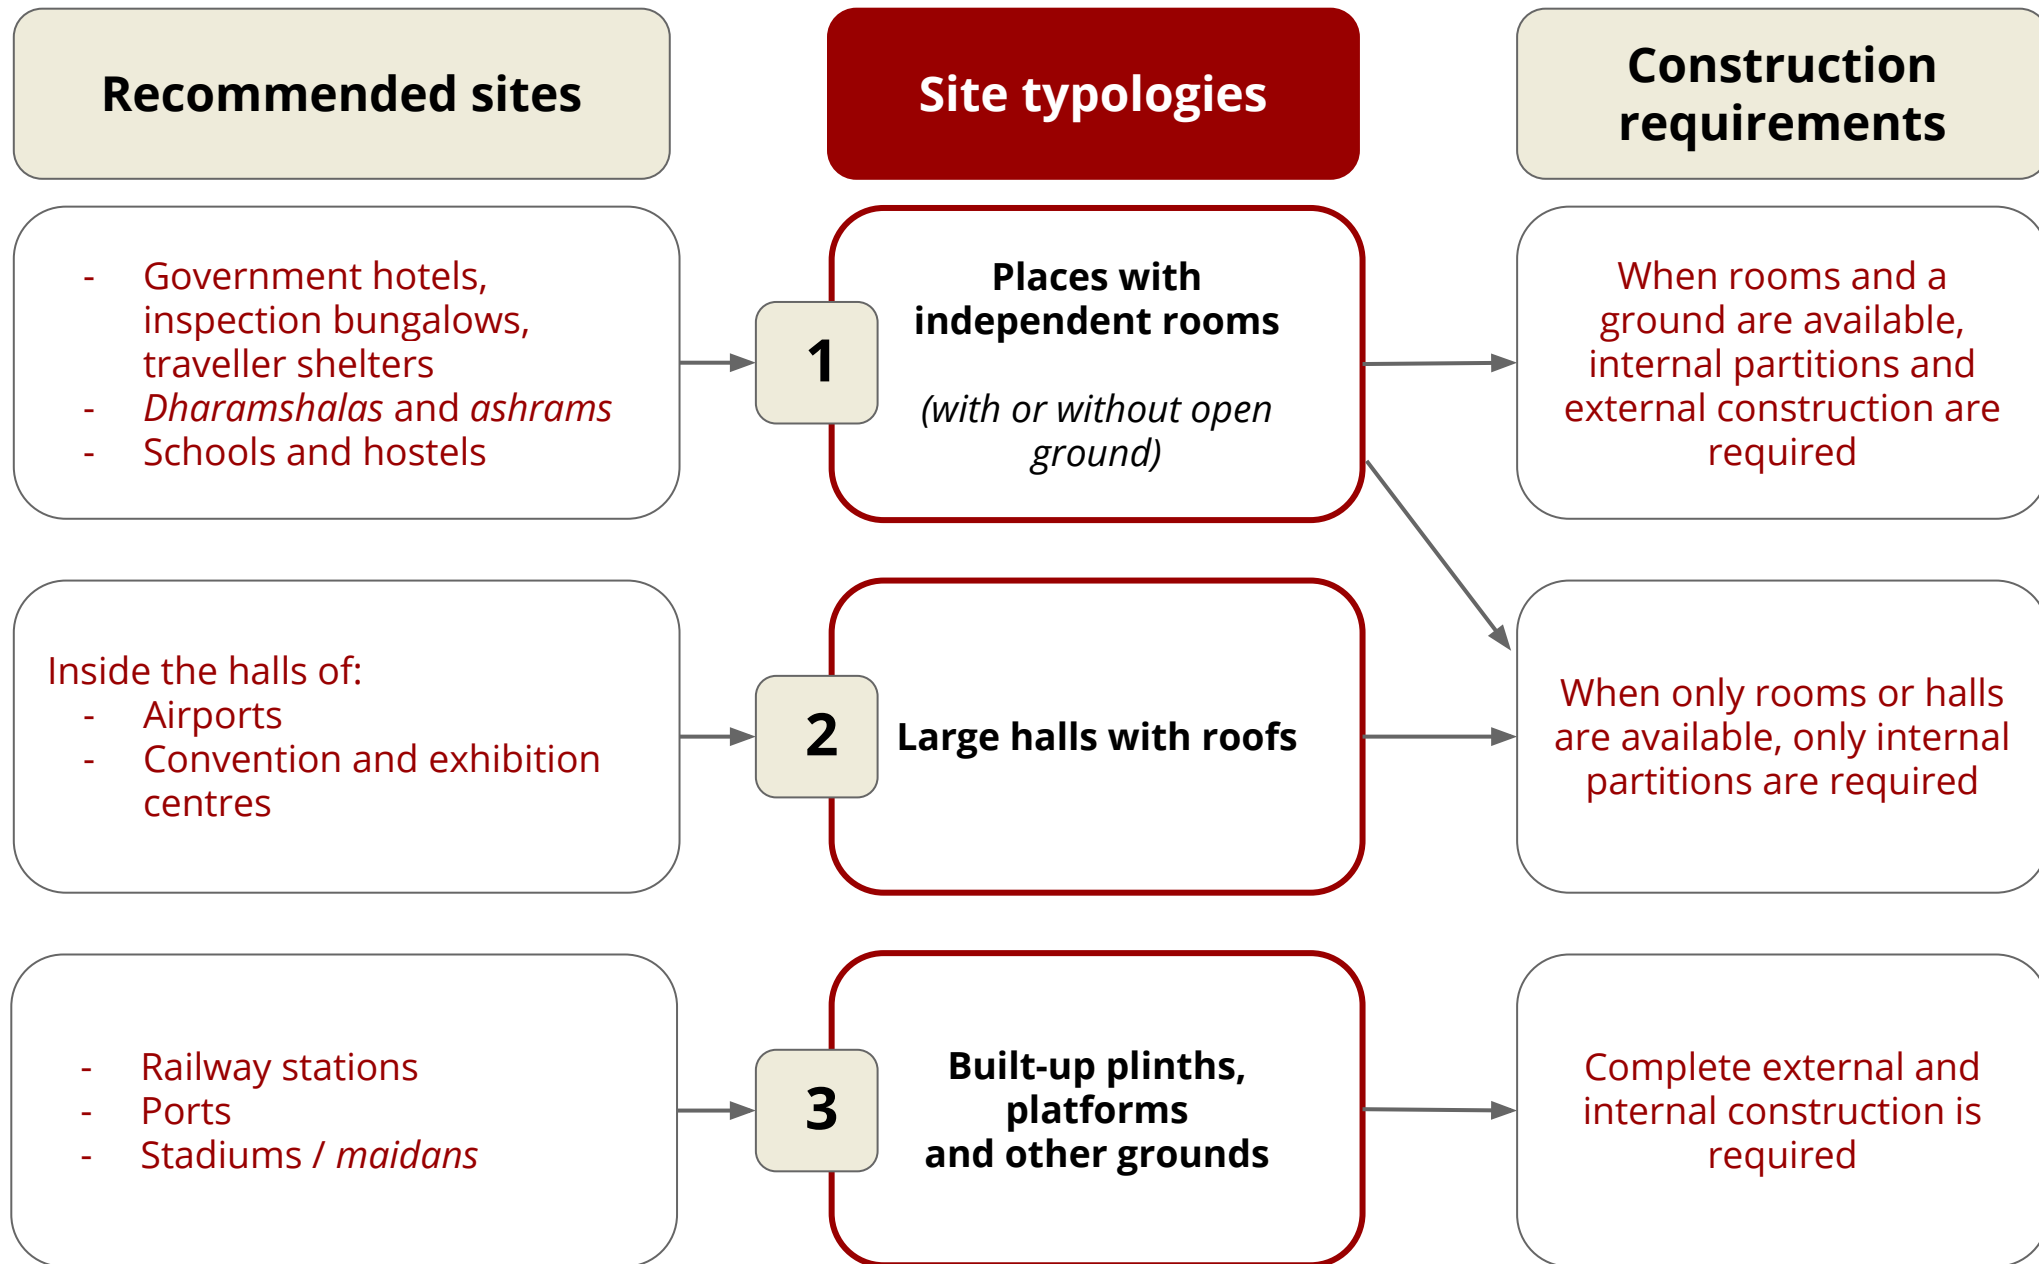 Recommended sites
Site typologies
Construction
requirements
- Government hotels,
inspection bungalows,
traveller shelters
- Dharamshalas and ashrams
- Schools and hostels
1
Places with
independent rooms
(with or without open
ground)
When rooms and a
ground are available,
internal partitions and
external construction are
required
Inside the halls of:
- Airports
- Convention and exhibition
centres
2
Large halls with roofs
When only rooms or halls
are available, only internal
partitions are required
- Railway stations
- Ports
- Stadiums / maidans
3
Built-up plinths,
platforms
and other grounds
Complete external and
internal construction is
required